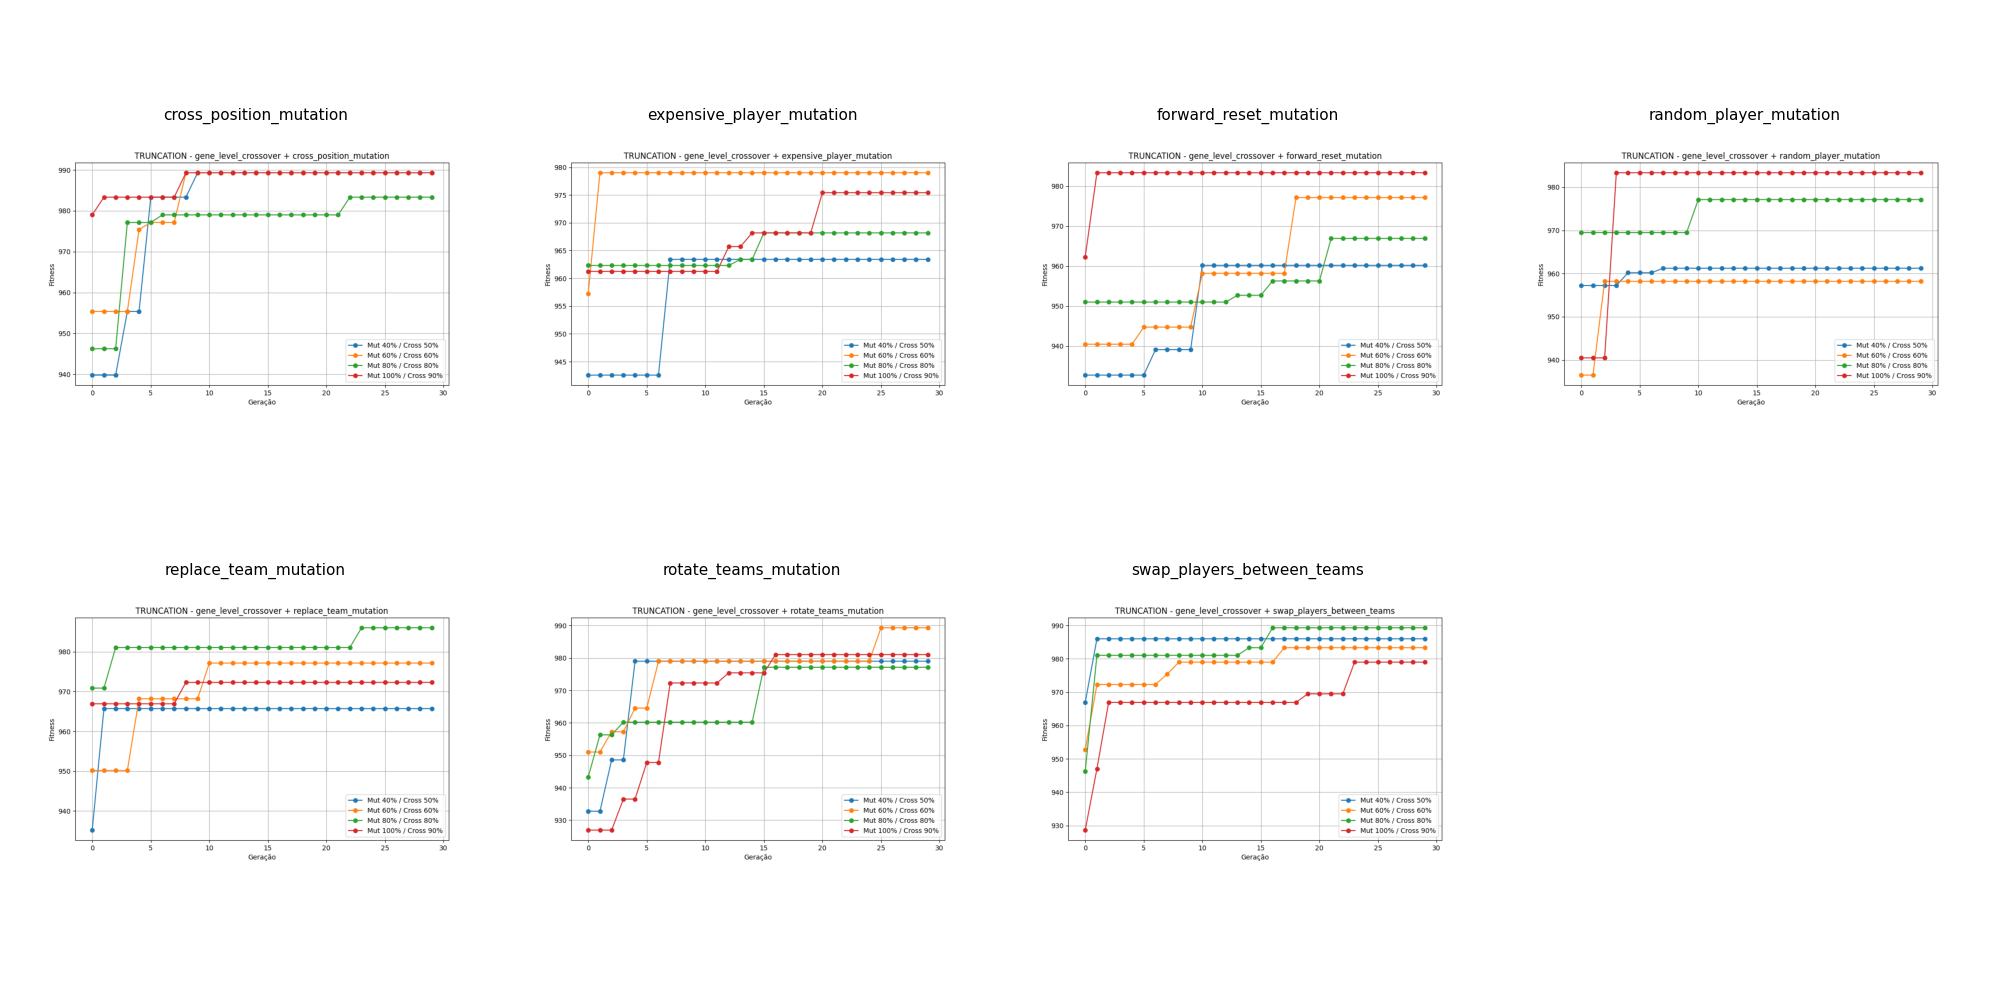 cross_position_mutation
TRUNCATION - gene_level_crossover + cross_position_mutation
Fitness
990
980
970
960
950
940
Mut 40% / Cross 50%
Mut 60% / Cross 60%
Mut 80% / Cross 80%
Mut 100% / Cross 90%
0 5 10 15 20 25 30
Geração
expensive_player_mutation
TRUNCATION - gene_level_crossover + expensive_player_mutation
Fitness
980
975
970
965
960
955
950
945
Mut 40% / Cross 50%
Mut 60% / Cross 60%
Mut 80% / Cross 80%
Mut 100% / Cross 90%
0 5 10 15 20 25 30
Geração
forward_reset_mutation
TRUNCATION - gene_level_crossover + forward_reset_mutation
Fitness
980
970
960
950
940
Mut 40% / Cross 50%
Mut 60% / Cross 60%
Mut 80% / Cross 80%
Mut 100% / Cross 90%
0 5 10 15 20 25 30
Geração
random_player_mutation
TRUNCATION - gene_level_crossover + random_player_mutation
Fitness
980
970
960
950
940
Mut 40% / Cross 50%
Mut 60% / Cross 60%
Mut 80% / Cross 80%
Mut 100% / Cross 90%
0 5 10 15 20 25 30
Geração
replace_team_mutation
TRUNCATION - gene_level_crossover + replace_team_mutation
Fitness
980
970
960
950
940
Mut 40% / Cross 50%
Mut 60% / Cross 60%
Mut 80% / Cross 80%
Mut 100% / Cross 90%
0 5 10 15 20 25 30
Geração
rotate_teams_mutation
TRUNCATION - gene_level_crossover + rotate_teams_mutation
Fitness
990
980
970
960
950
940
930
Mut 40% / Cross 50%
Mut 60% / Cross 60%
Mut 80% / Cross 80%
Mut 100% / Cross 90%
0 5 10 15 20 25 30
Geração
swap_players_between_teams
TRUNCATION - gene_level_crossover + swap_players_between_teams
Fitness
990
980
970
960
950
940
930
Mut 40% / Cross 50%
Mut 60% / Cross 60%
Mut 80% / Cross 80%
Mut 100% / Cross 90%
0 5 10 15 20 25 30
Geração